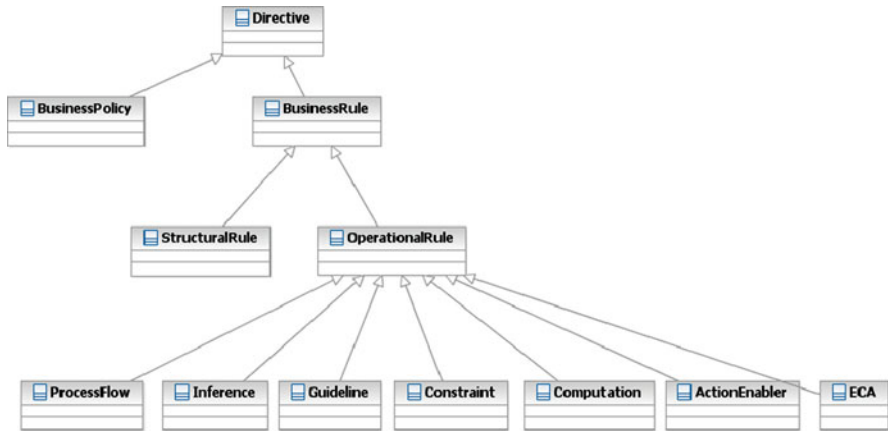 Directive
BusinessPolicy
BusinessRule
StructuralRule
OperationalRule
ProcessFlow
Inference
Guideline
Constraint
Computation
ActionEnabler
ECA